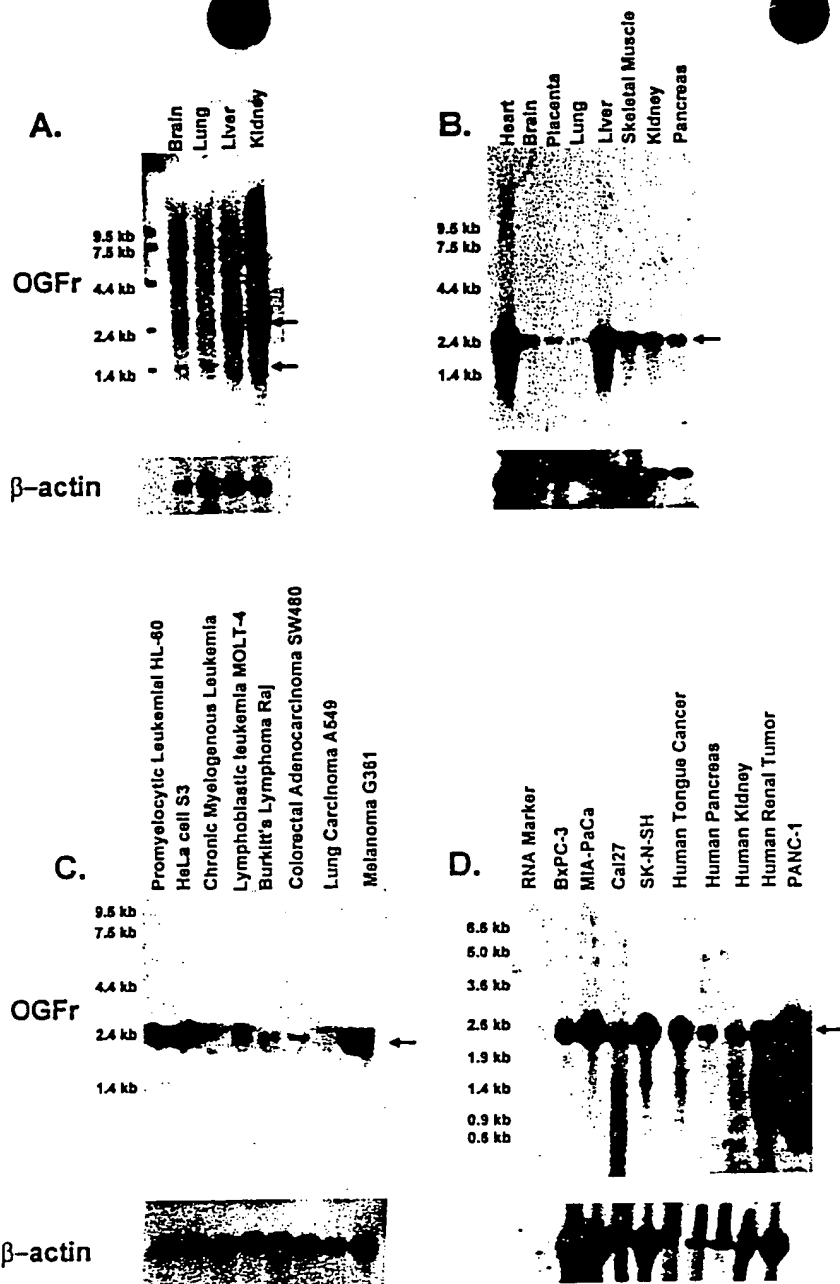 A.
Brain
Lung
Liver
Kidney
OGFr
9.5 kb
7.5 kb
4.4 kb
2.4 kb
1.4 kb
β-actin
B.
Heart
Brain
Placenta
Lung
Liver
Skeletal Muscle
Kidney
Pancreas
9.5 kb
7.5 kb
4.4 kb
2.4 kb
1.4 kb
C.
Promyelocytic Leukemial HL-60
HeLa cell S3
Chronic Myelogenous Leukemia
Lymphoblastic leukemia MOLT-4
Burkitt's Lymphoma Raj
Colorectal Adenocarcinoma SW480
Lung Carcinoma A549
Melanoma G361
OGFr
9.5 kb
7.5 kb
4.4 kb
2.4 kb
1.4 kb
β-actin
D.
RNA Marker
BxPC-3
MIA-PaCa
Cal27
SK-N-SH
Human Tongue Cancer
Human Pancreas
Human Kidney
Human Renal Tumor
PANC-1
6.6 kb
5.0 kb
3.6 kb
2.6 kb
1.9 kb
1.4 kb
0.9 kb
0.6 kb